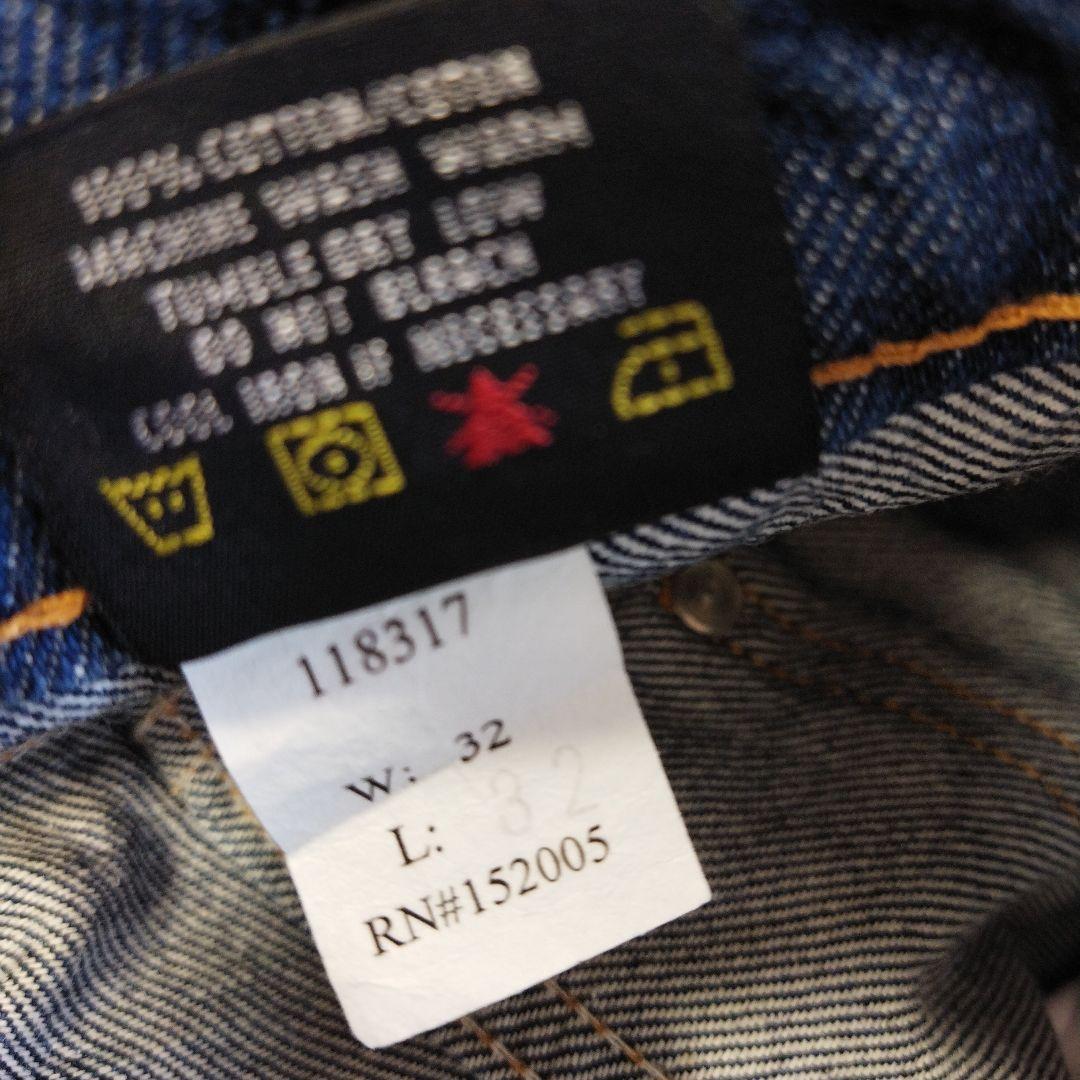 100% COTTON/COTON
MACHINE WASH WARM
TUMBLE DRY LOW
DO NOT BLEACH
COOL IRON IF NECESSARY
118317
W: 32
L: 32
RN#152005